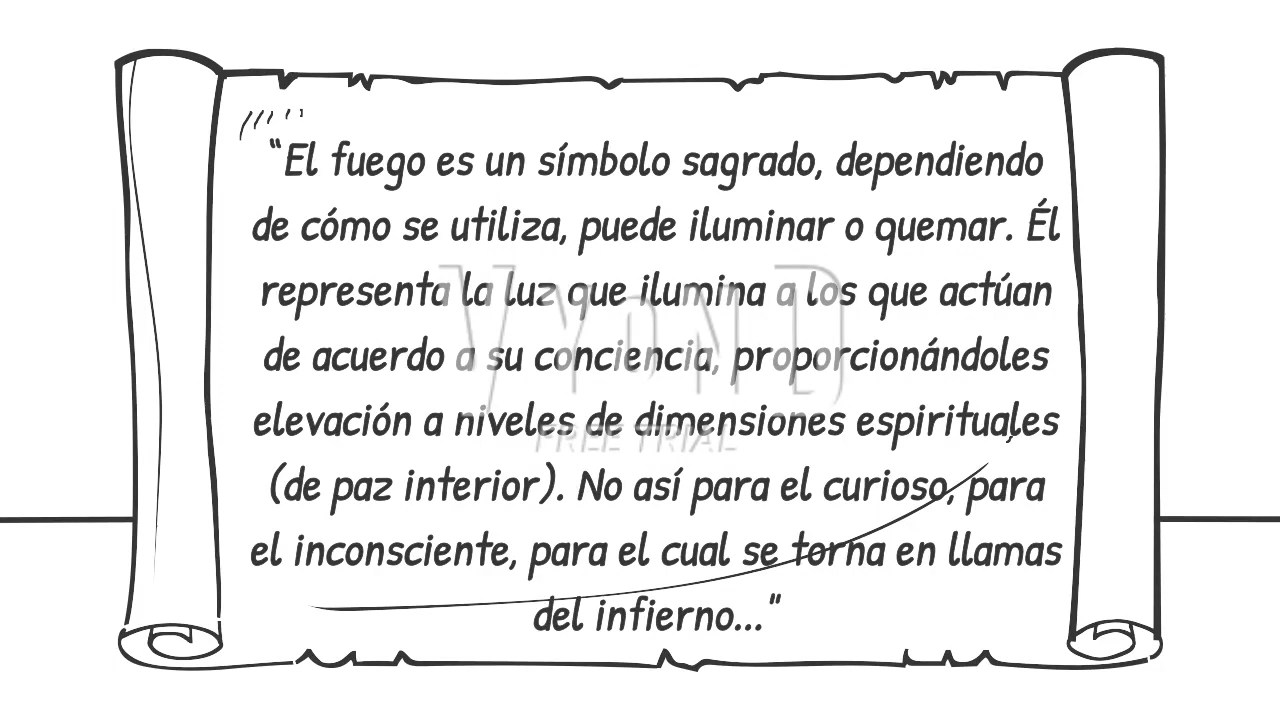 “El fuego es un símbolo sagrado, dependiendo
de cómo se utiliza, puede iluminar o quemar. Él
representa la luz que ilumina a los que actúan
de acuerdo a su conciencia, proporcionándoles
elevación a niveles de dimensiones espirituales
(de paz interior). No así para el curioso, para
el inconsciente, para el cual se torna en llamas
del infierno..."
VYOND
FREE TRIAL